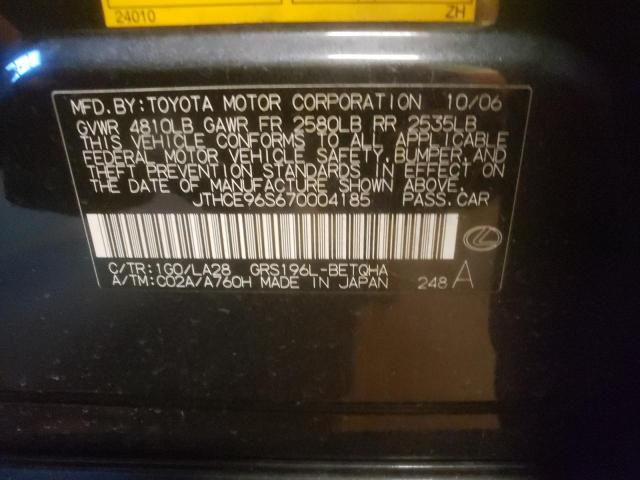 24010 ZH
MFD.BY:TOYOTA MOTOR CORPORATION 10/06
GVWR 4810LB GAWR FR 2580LB RR 2535LB
THIS VEHICLE CONFORMS TO ALL APPLICABLE
FEDERAL MOTOR VEHICLE SAFETY,BUMPER,AND
THEFT PREVENTION STANDARDS IN EFFECT ON
THE DATE OF MANUFACTURE SHOWN ABOVE.
JTHCE96S670004185 PASS.CAR
C/TR:1G0/LA28 GRS196L-BETQHA
A/TM:C02A/A760H MADE IN JAPAN 248 A